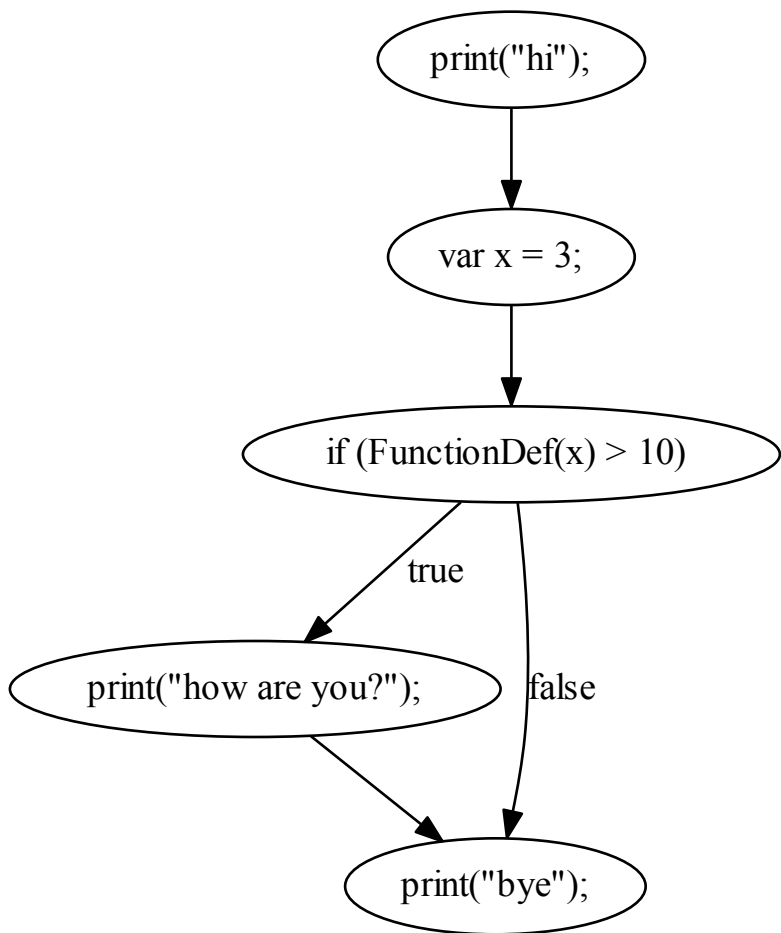 print("hi");
var x = 3;
if (FunctionDef(x) > 10)
true
print("how are you?");
false
print("bye");